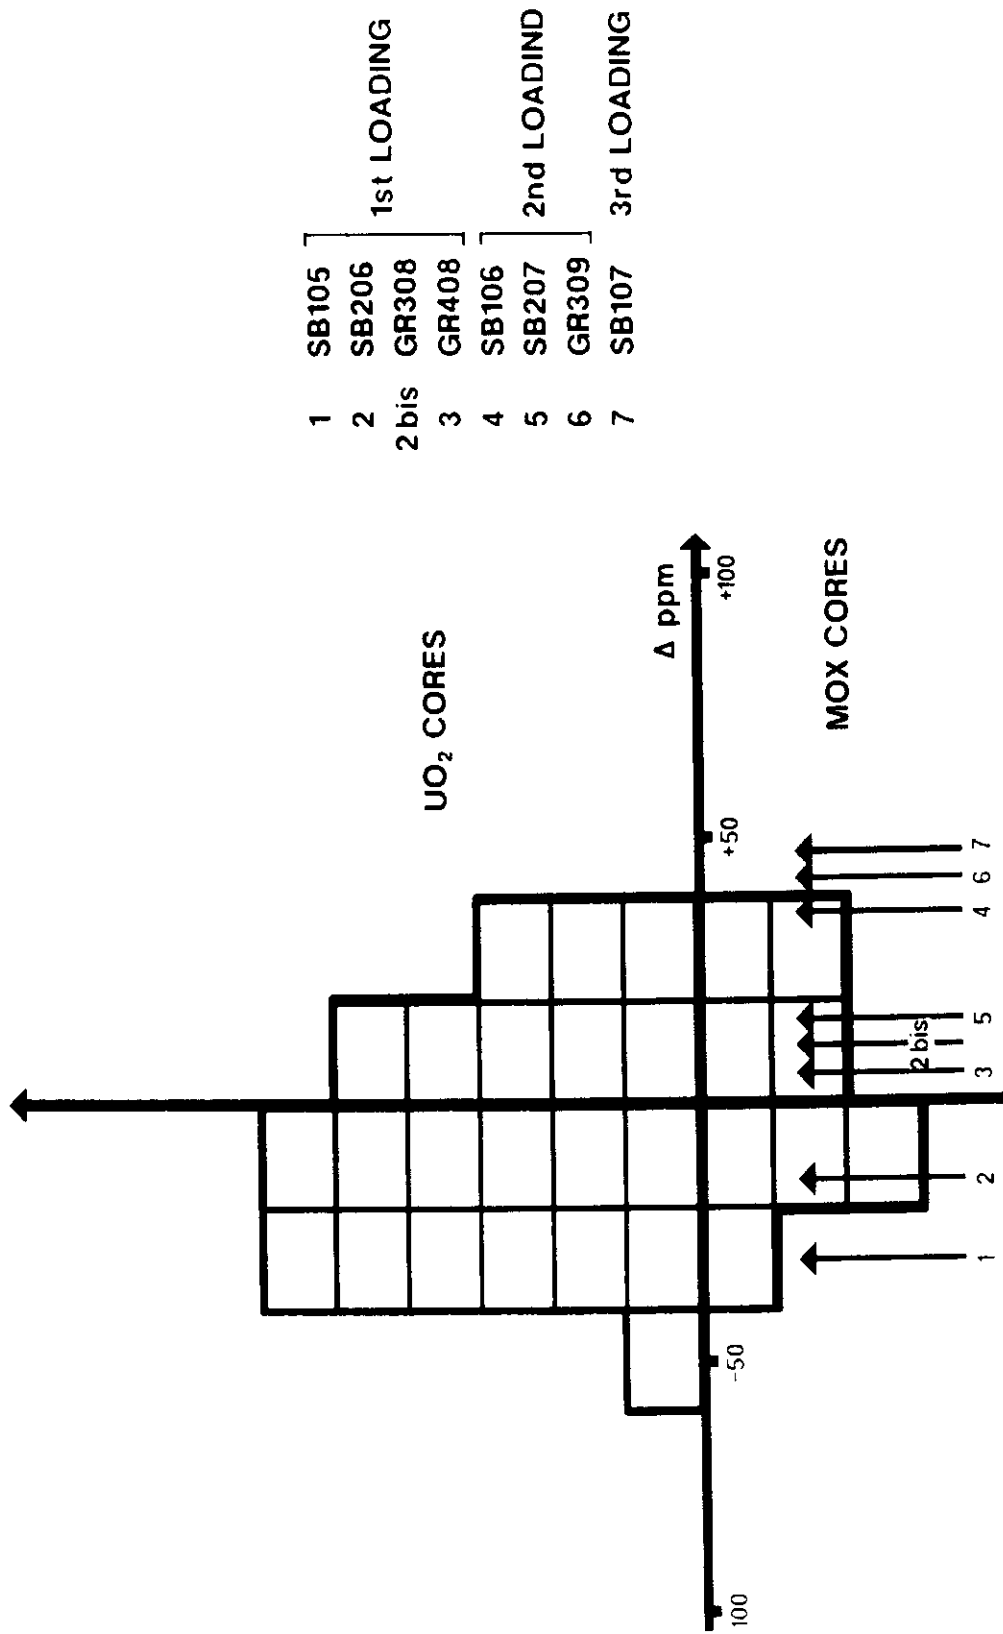 1 SB105
2 SB206
2 bis GR308
3 GR408
1st LOADING
4 SB106
5 SB207
6 GR309
2nd LOADIND
7 SB107 3rd LOADING
UO₂ CORES
Δ ppm
100
-50
+50
+100
MOX CORES
2 bis
1
2
3
5
4
6
7